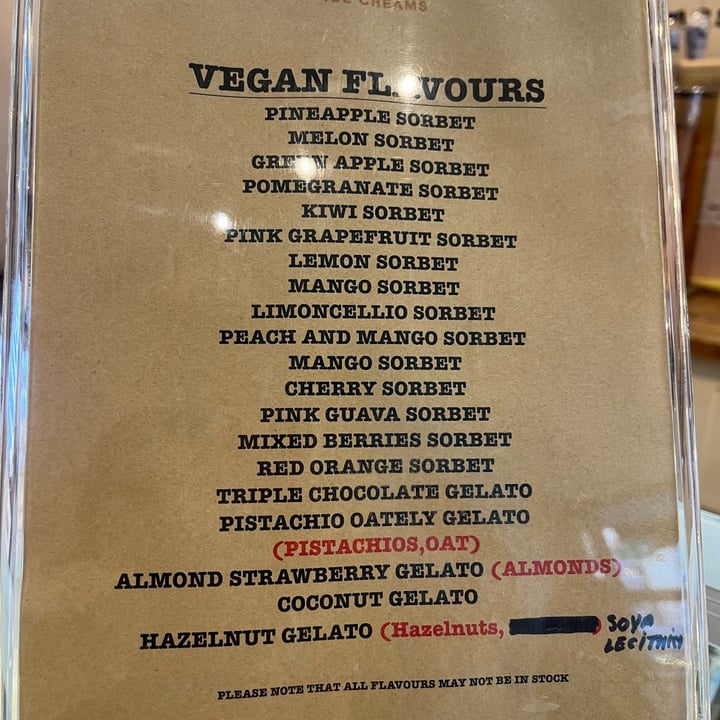 CREAMS
VEGAN FLAVOURS
PINEAPPLE SORBET
MELON SORBET
GREEN APPLE SORBET
POMEGRANATE SORBET
KIWI SORBET
PINK GRAPEFRUIT SORBET
LEMON SORBET
MANGO SORBET
LIMONCELLIO SORBET
PEACH AND MANGO SORBET
MANGO SORBET
CHERRY SORBET
PINK GUAVA SORBET
MIXED BERRIES SORBET
RED ORANGE SORBET
TRIPLE CHOCOLATE GELATO
PISTACHIO OATELY GELATO
(PISTACHIOS,OAT)
ALMOND STRAWBERRY GELATO (ALMONDS)
COCONUT GELATO
HAZELNUT GELATO (Hazelnuts, ) SOYA
LECITHIN
PLEASE NOTE THAT ALL FLAVOURS MAY NOT BE IN STOCK